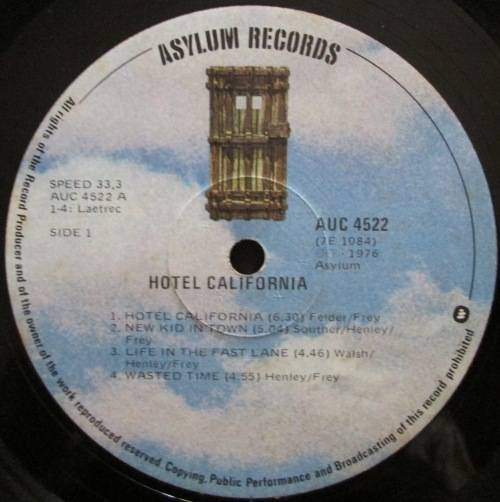 ASYLUM RECORDS
All rights of the Record Producer and of the owner of the work reproduced reserved. Copying, Public Performance and Broadcasting of this record prohibited
SPEED 33,3
AUC 4522 A
1-4: Laetrec
SIDE 1
AUC 4522
(7E 1084)
1976
Asylum
HOTEL CALIFORNIA
1. HOTEL CALIFORNIA (6.30) Felder/Frey
2. NEW KID IN TOWN (5.04) Souther/Henley/
Frey
3. LIFE IN THE FAST LANE (4.46) Walsh/
Henley/Frey
4. WASTED TIME (4.55) Henley/Frey